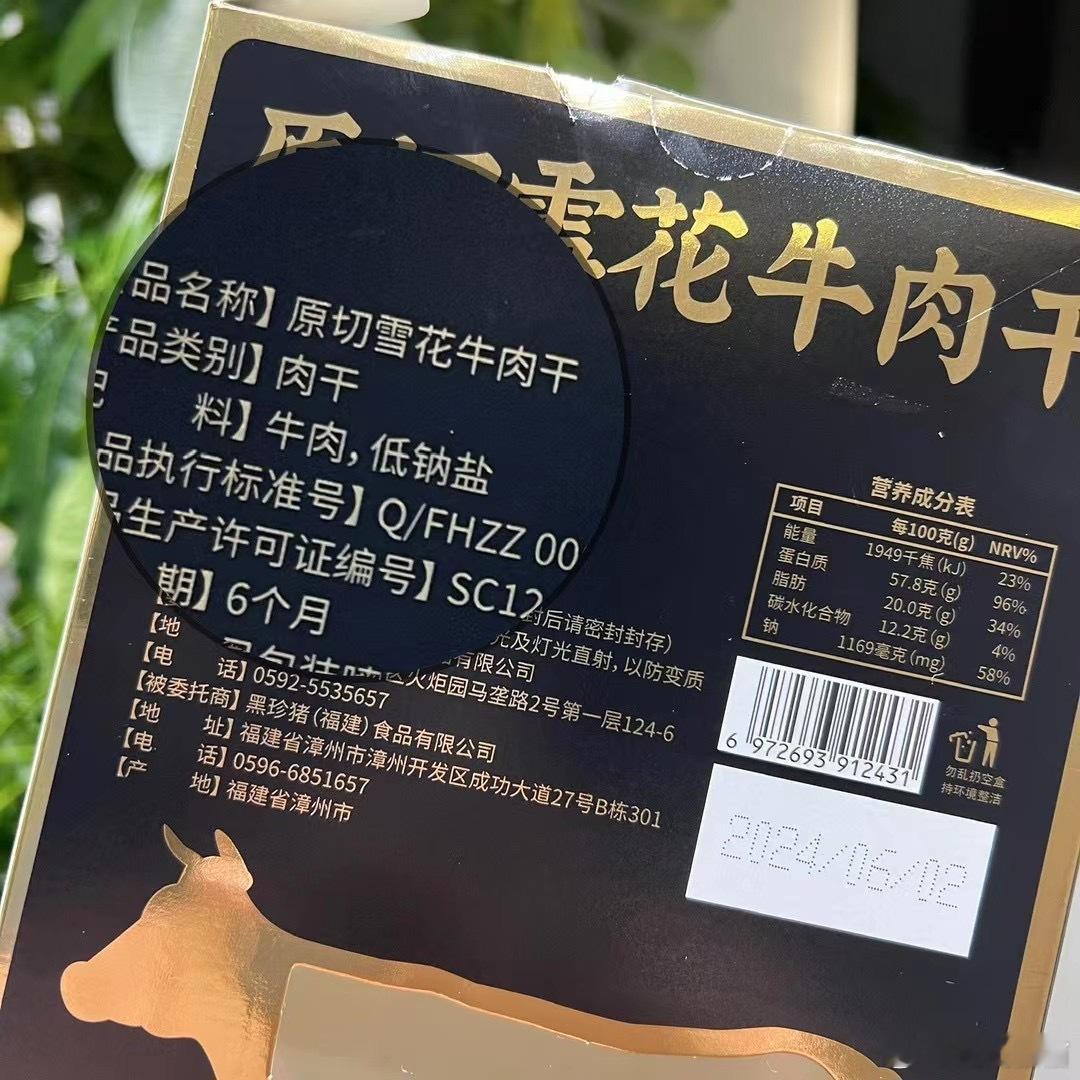 雪花牛肉干
品名称】原切雪花牛肉干
产品类别】肉干
料】牛肉,低钠盐
品执行标准号】Q/FHZZ 00
生产许可证编号】SC12
期】6个月
封后请密封封存)
光及灯光直射,以防变质
有限公司
【地
区火炬园马垄路2号第一层124-6
【电 话】0592-5535657
【被委托商】黑珍猪(福建)食品有限公司
【地 址】福建省漳州市漳州开发区成功大道27号B栋301
【电 话】0596-6851657
【产 地】福建省漳州市
营养成分表
项目 每100克(g) NRV%
能量 1949千焦(kJ) 23%
蛋白质 57.8克(g) 96%
脂肪 20.0克(g) 34%
碳水化合物 12.2克(g) 4%
钠 1169毫克(mg) 58%
6 972693 912431
勿乱扔空盒
持环境整洁
2024/06/02